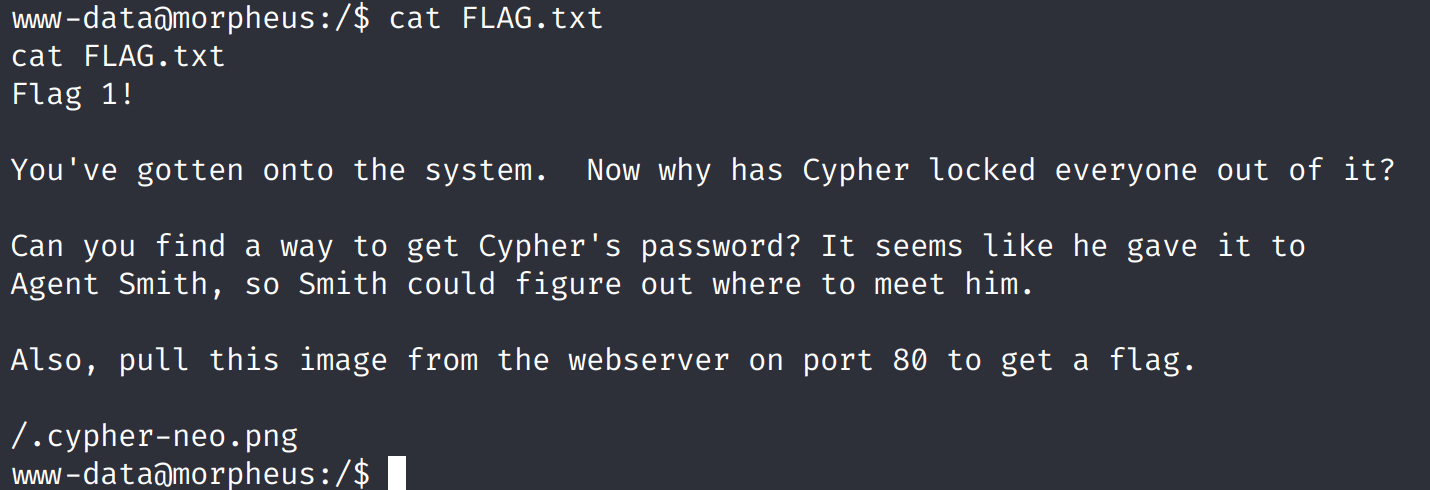 www-data@morpheus:/$ cat FLAG.txt
cat FLAG.txt
Flag 1!
You've gotten onto the system.  Now why has Cypher locked everyone out of it?
Can you find a way to get Cypher's password? It seems like he gave it to
Agent Smith, so Smith could figure out where to meet him.
Also, pull this image from the webserver on port 80 to get a flag.
/.cypher-neo.png
www-data@morpheus:/$